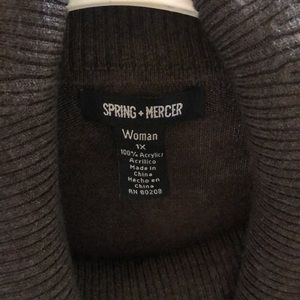 SPRING + MERCER
Woman
1X
100% Acrylic/
Acrilico
Made in
China
Hecho en
China
RN 80208